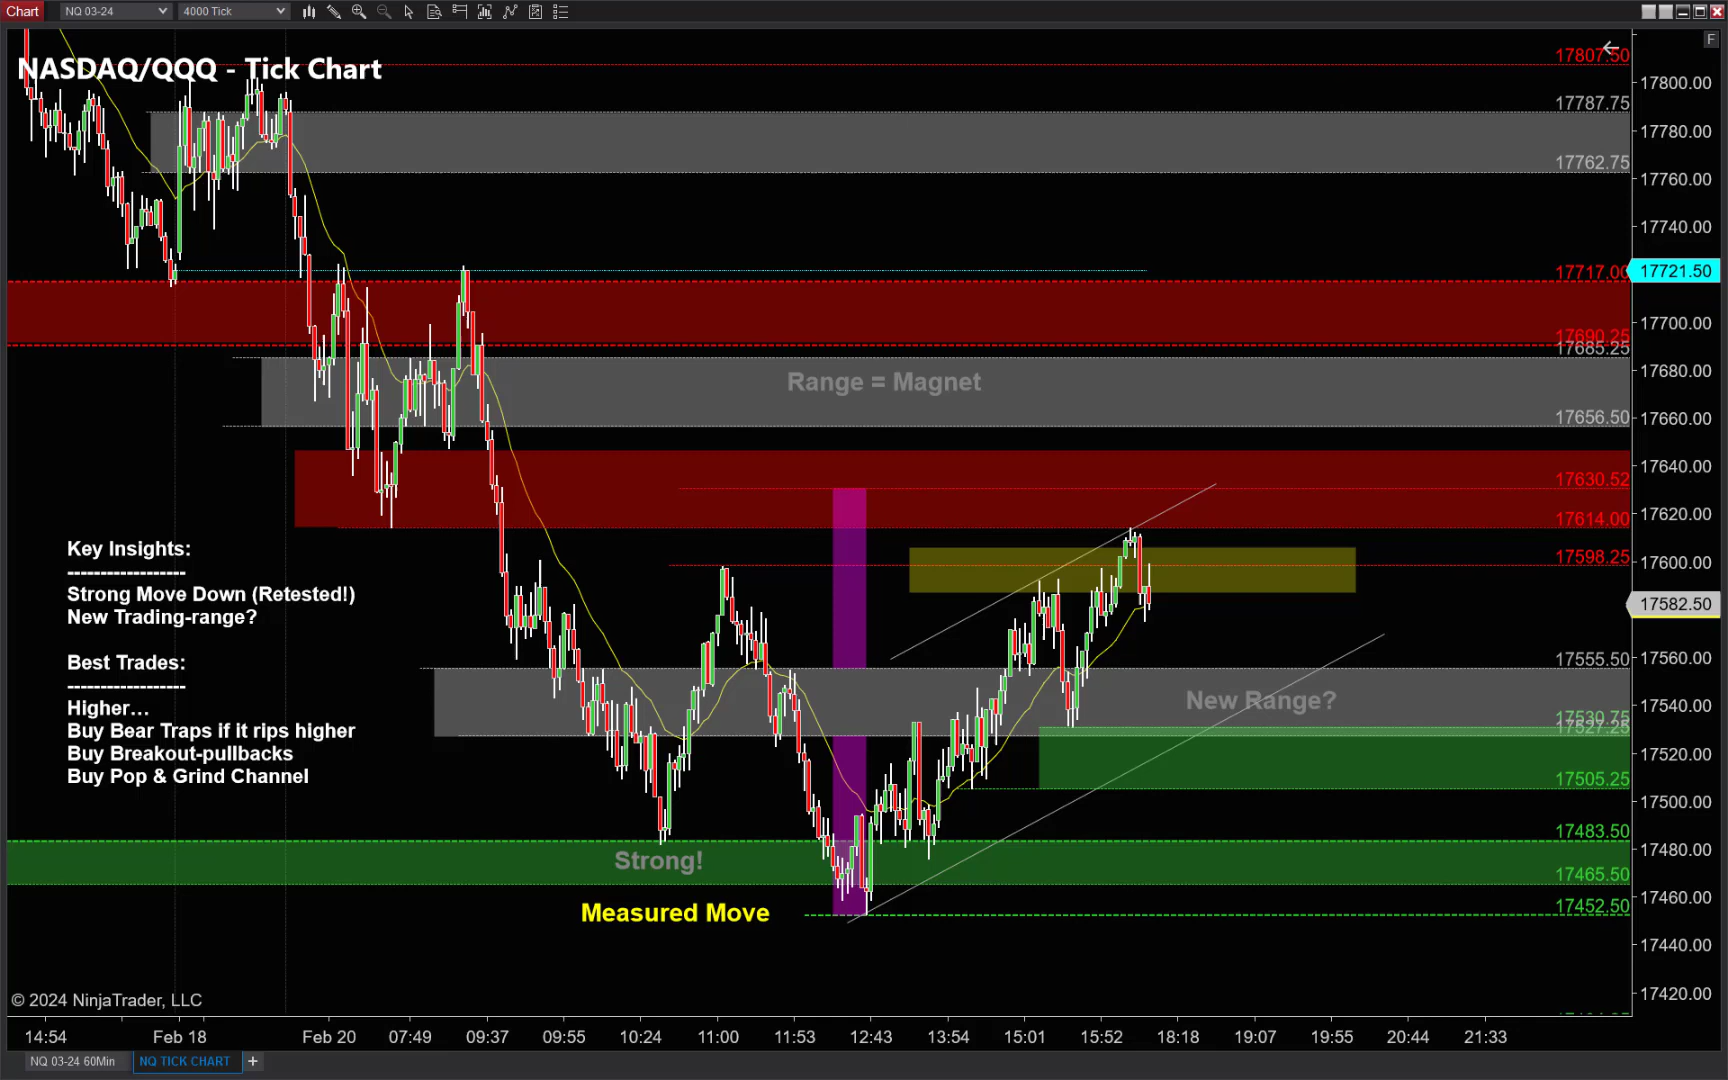 Chart
NQ 03-24
4000 Tick
F
NASDAQ/QQQ - Tick Chart
17807.50
17800.00
17787.75
17780.00
17762.75
17760.00
17740.00
17717.00
17721.50
17700.00
17690.25
17685.25
Range = Magnet
17680.00
17656.50
17660.00
17640.00
17630.52
17614.00
17620.00
17598.25
17600.00
17582.50
Key Insights:
-----------------
Strong Move Down (Retested!)
New Trading-range?
Best Trades:
-----------------
Higher...
Buy Bear Traps if it rips higher
Buy Breakout-pullbacks
Buy Pop & Grind Channel
17555.50
17560.00
New Range?
17540.00
17530.75
17527.25
17520.00
17505.25
17500.00
17483.50
17480.00
Strong!
17465.50
17460.00
Measured Move
17452.50
17440.00
17420.00
© 2024 NinjaTrader, LLC
14:54
Feb 18
Feb 20
07:49
09:37
09:55
10:24
11:00
11:53
12:43
13:54
15:01
15:52
18:18
19:07
19:55
20:44
21:33
NQ 03-24 60Min
NQ TICK CHART
+